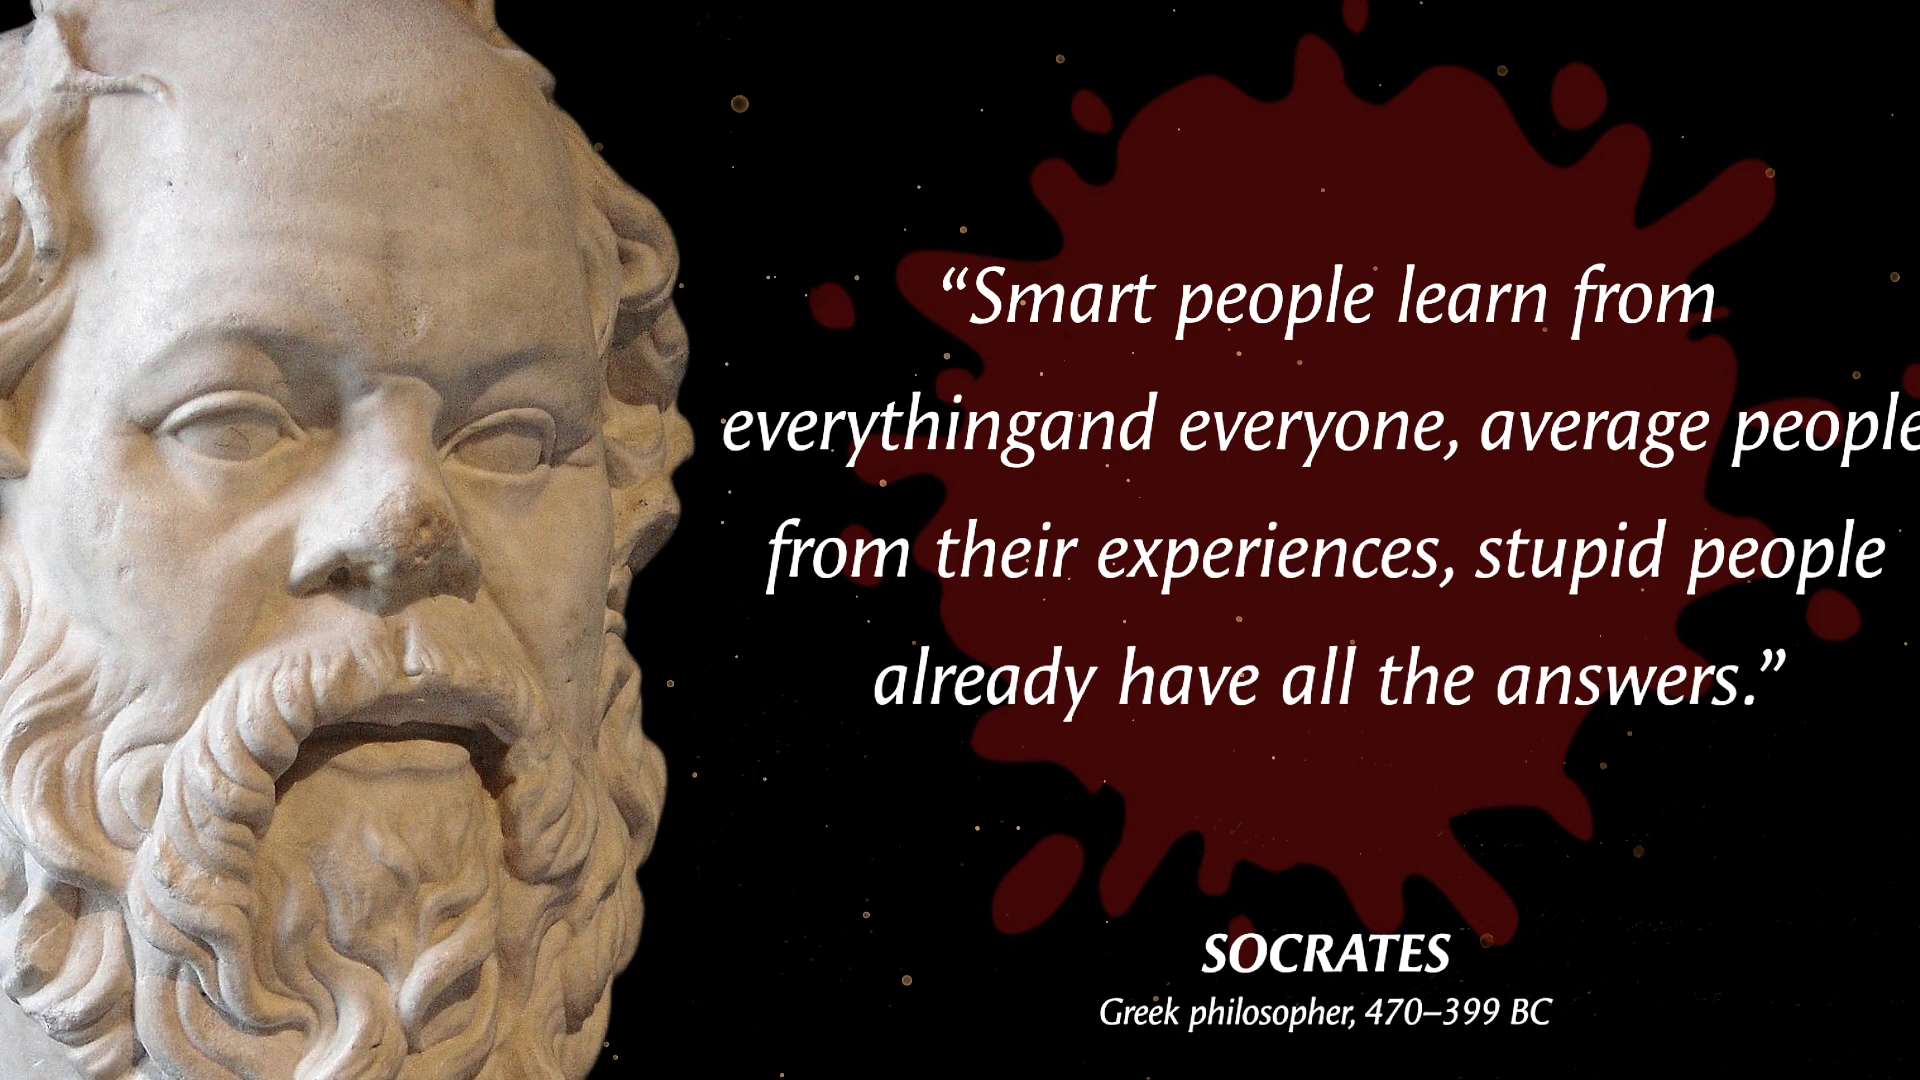 “Smart people learn from
everythingand everyone, average people
from their experiences, stupid people
already have all the answers.”
SOCRATES
Greek philosopher, 470–399 BC